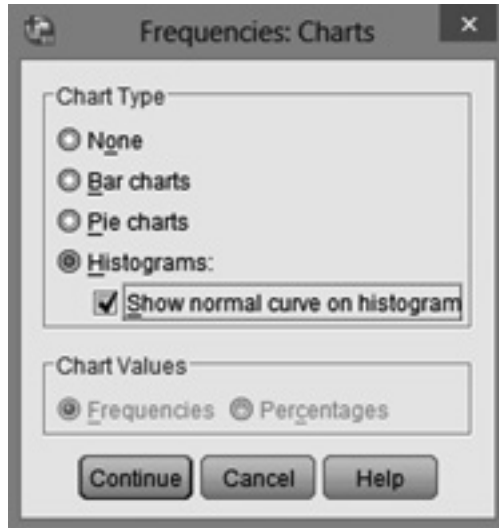 Frequencies: Charts
Chart Type
None
Bar charts
Pie charts
Histograms:
Show normal curve on histogram
Chart Values
Frequencies Percentages
Continue Cancel Help